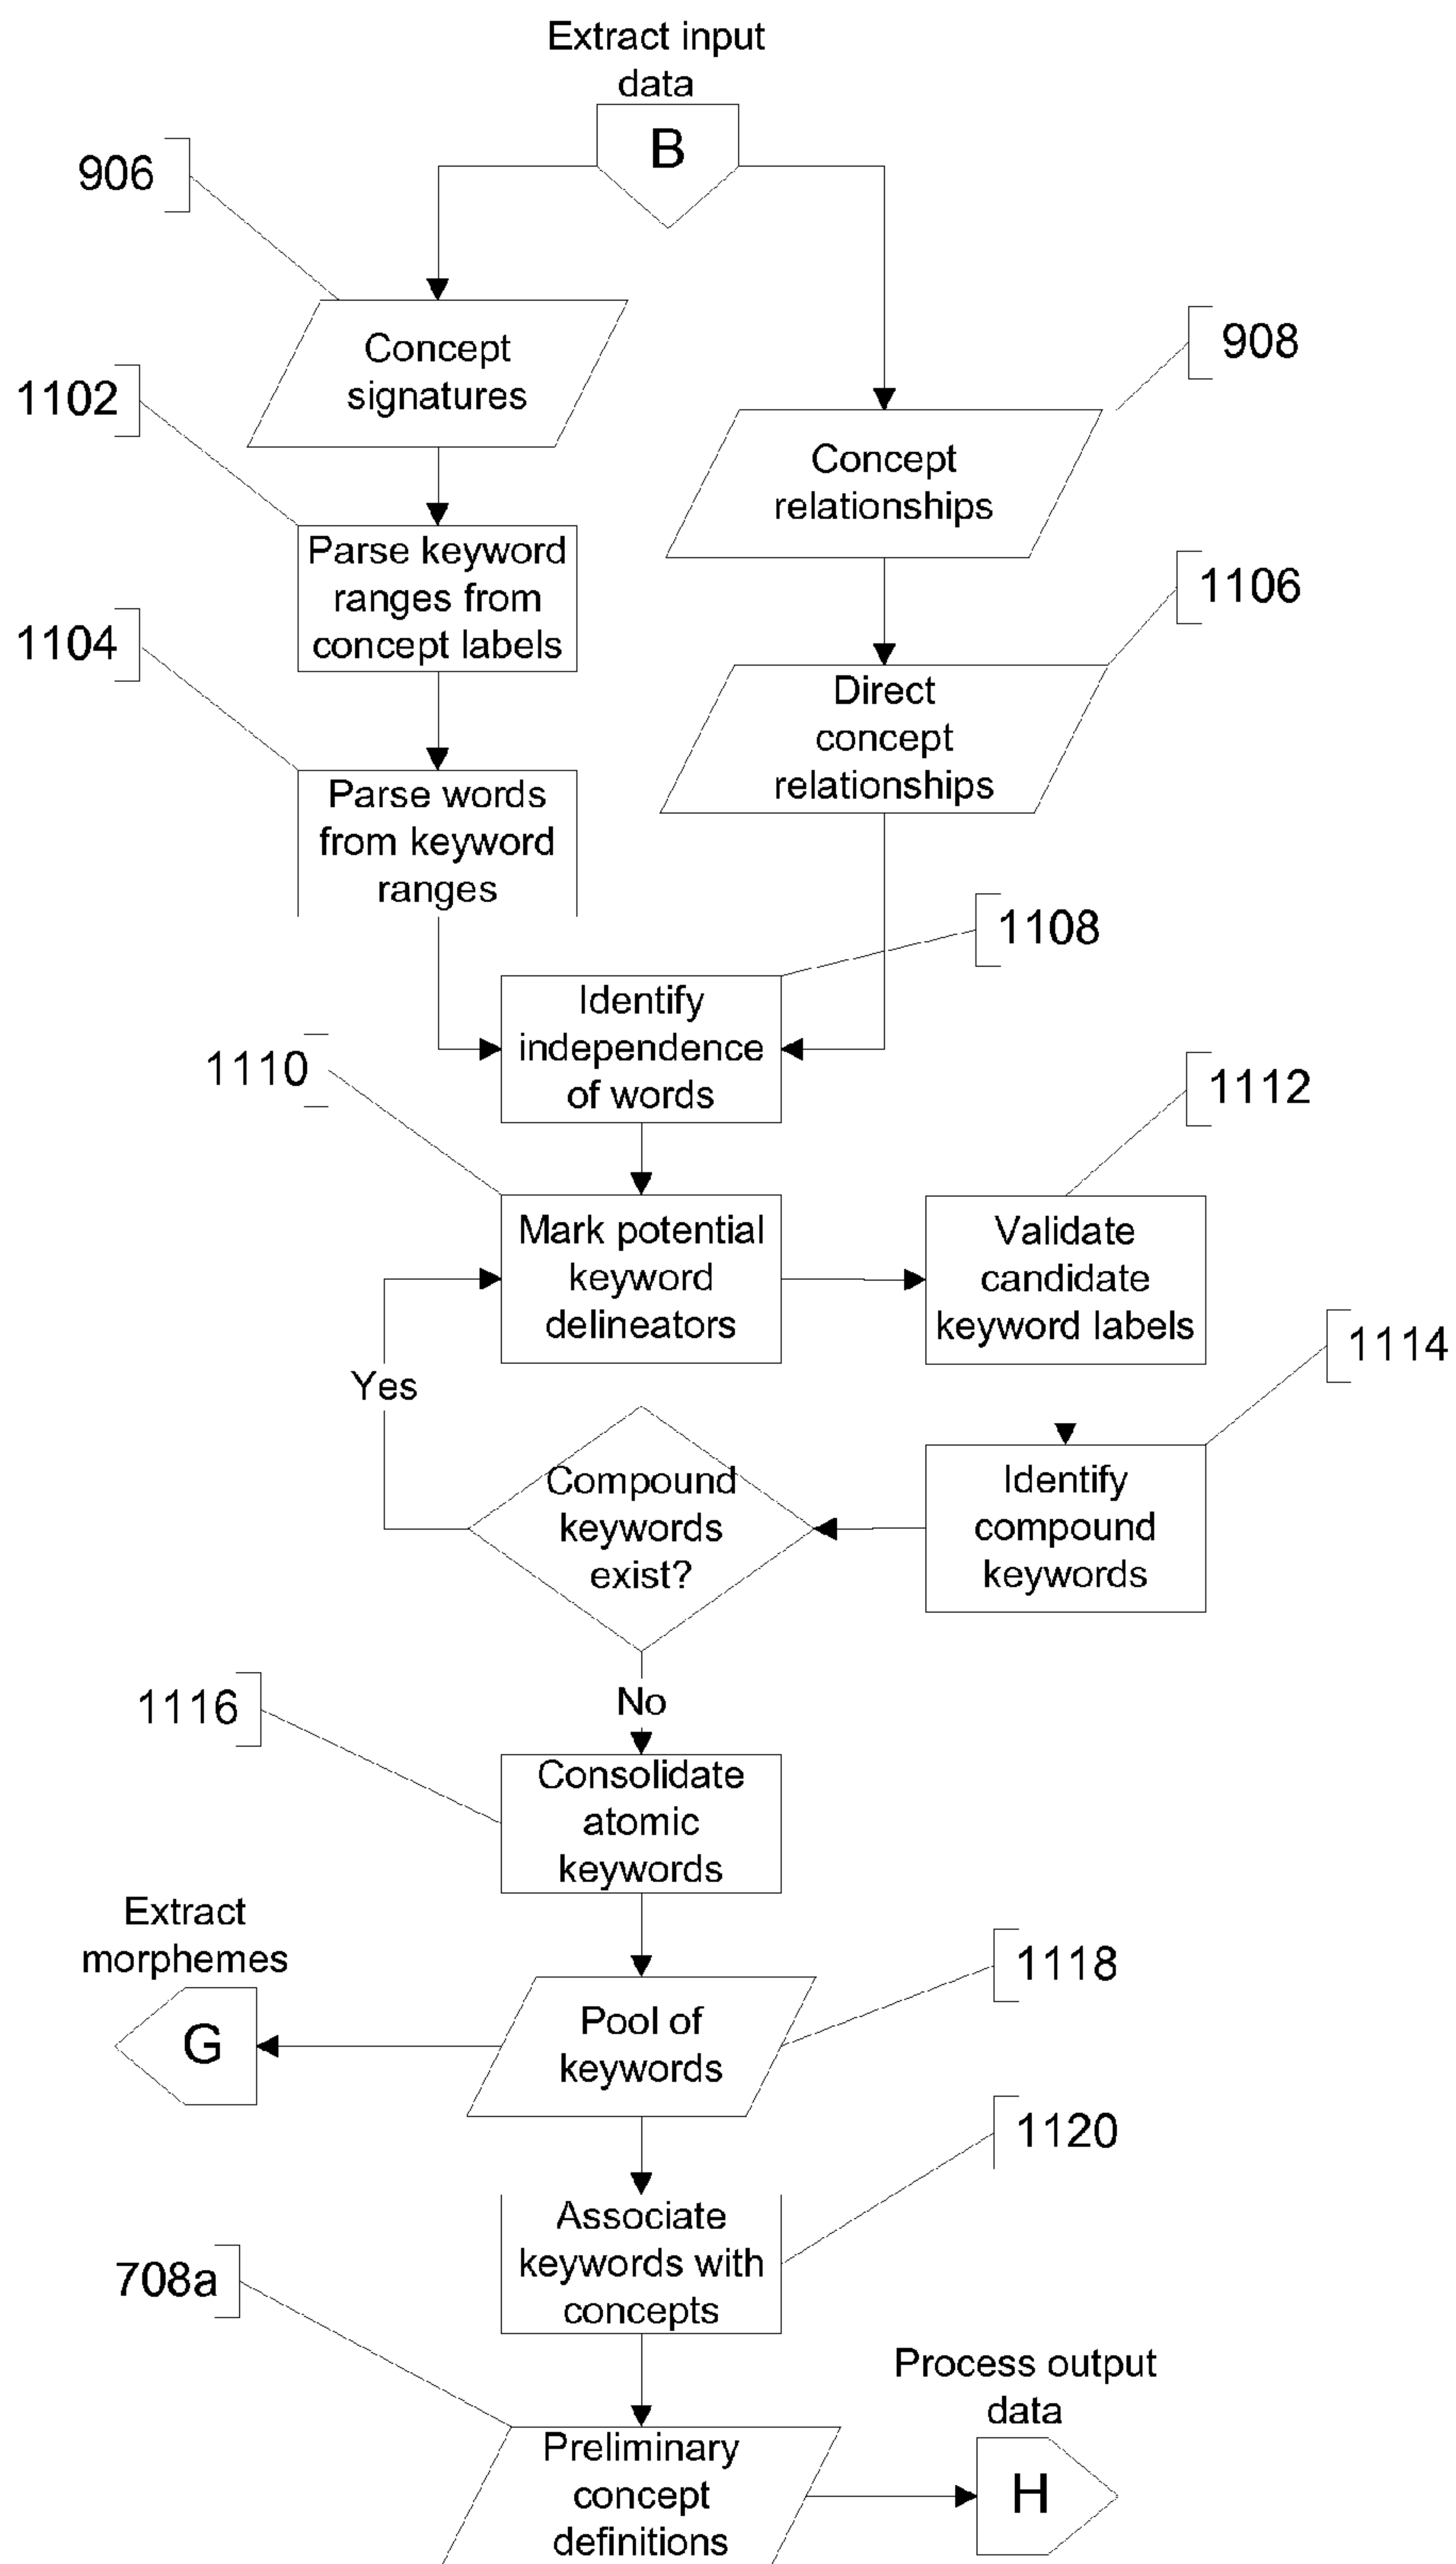 Extract input
data
B
906
Concept
signatures
908
1102
Concept
relationships
Parse keyword
ranges from
concept labels
1106
1104
Direct
concept
relationships
Parse words
from keyword
ranges
1108
Identify
independence
of words
1110
1112
Mark potential
keyword
delineators
Validate
candidate
keyword labels
1114
Yes
Compound
keywords
exist?
Identify
compound
keywords
1116
No
Consolidate
atomic
keywords
Extract
morphemes
G
1118
Pool of
keywords
1120
Associate
keywords with
concepts
708a
Process output
data
Preliminary
concept
definitions
H